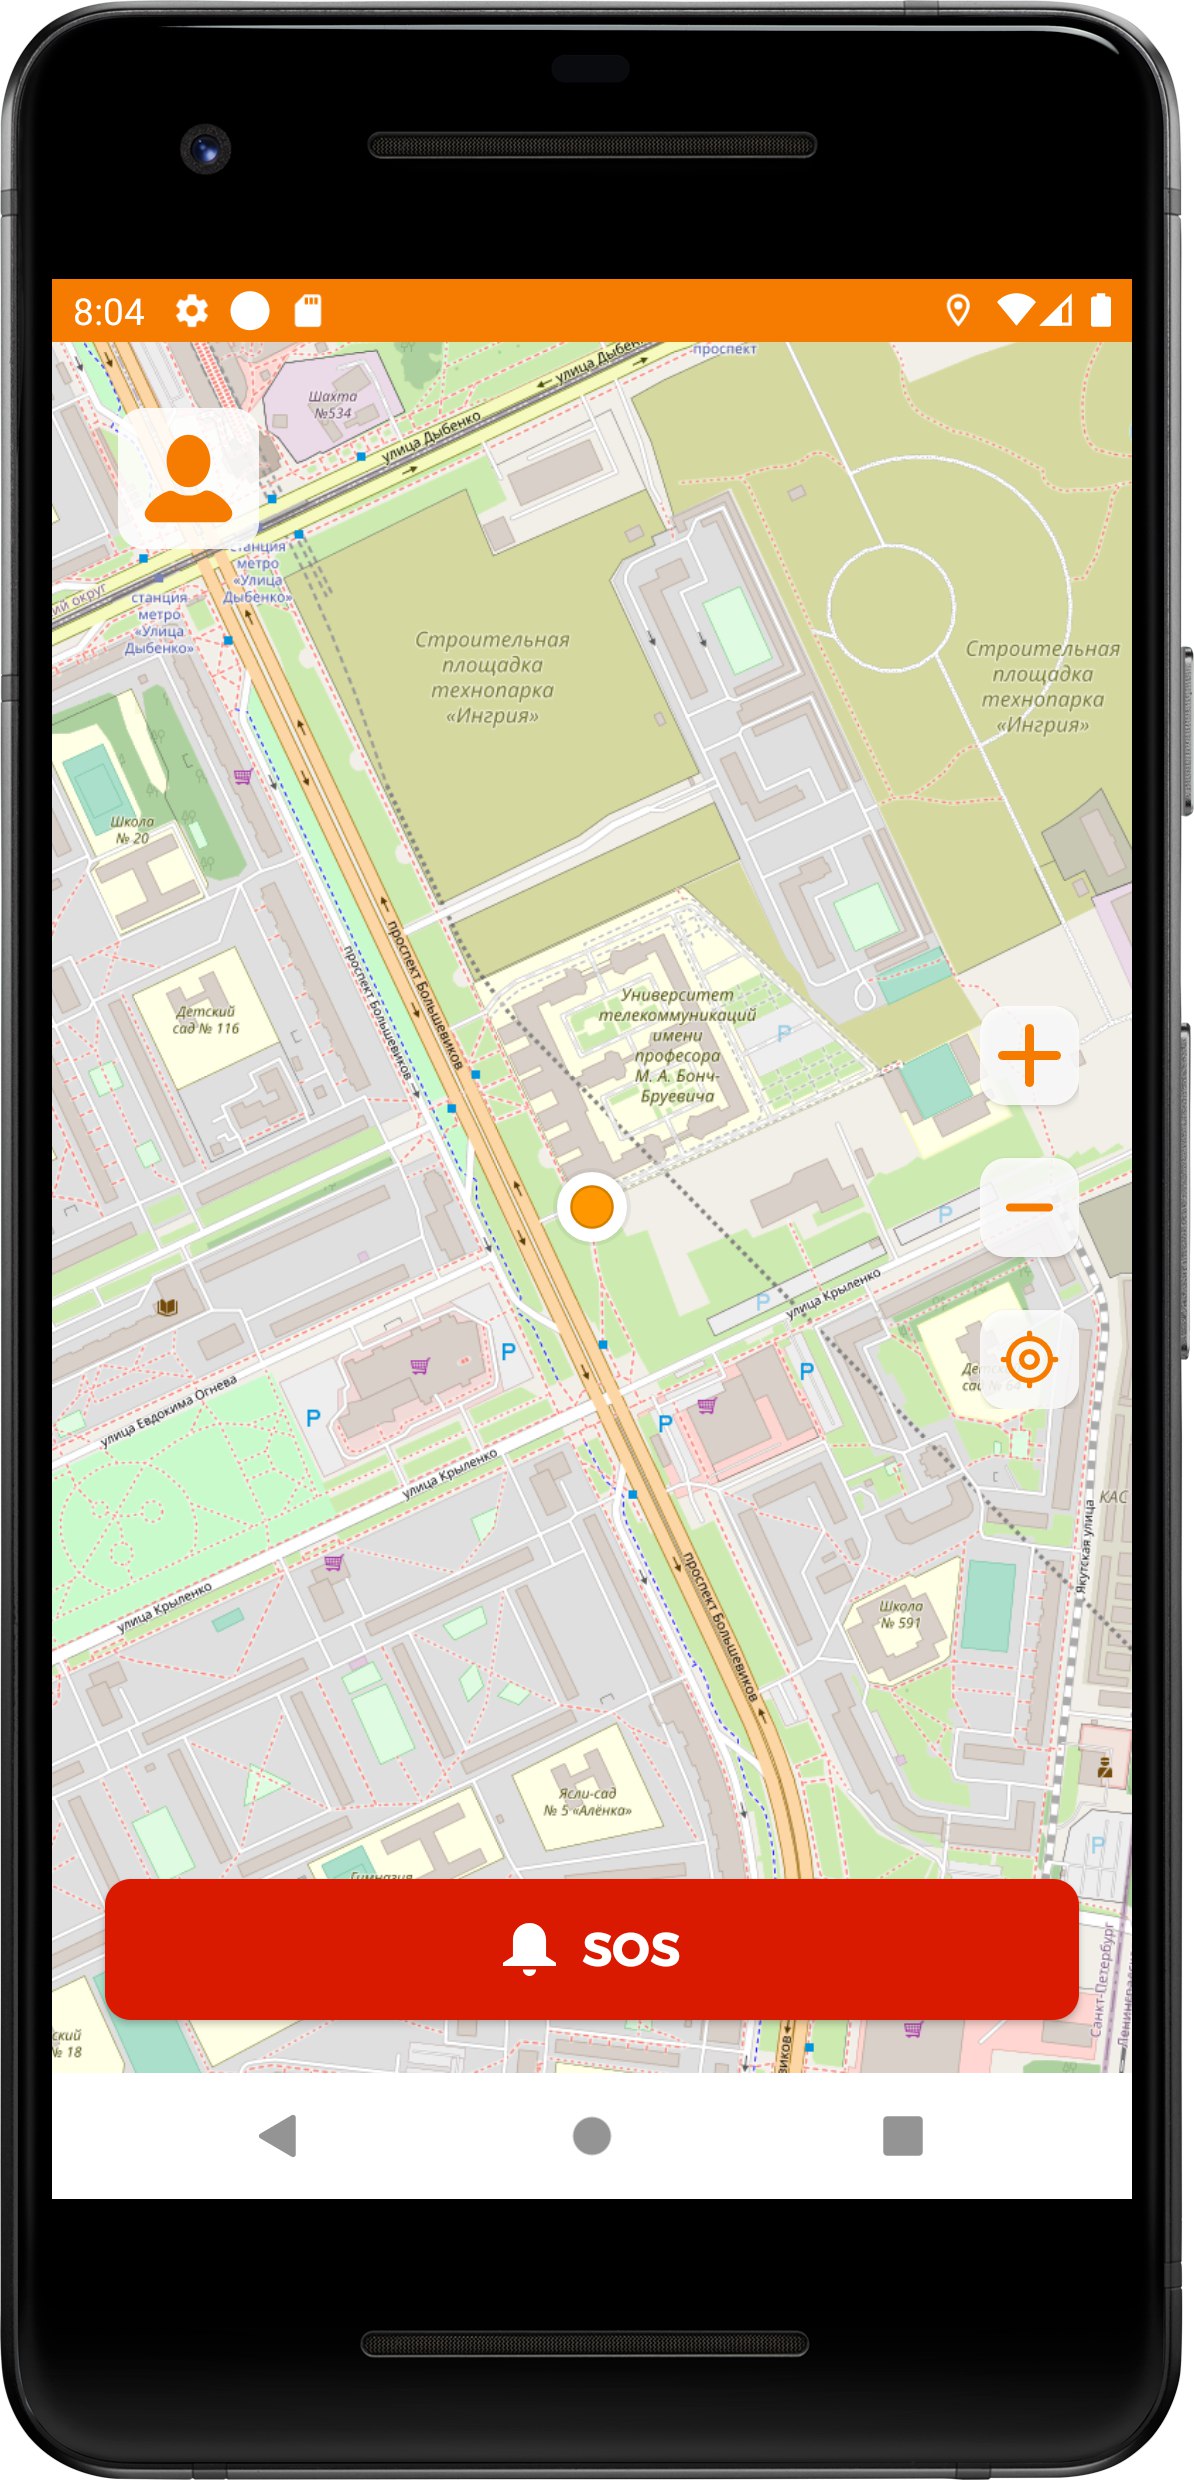 8:04
проспект
улица Дыбенко
Шахта
№534
улица Дыбенко
станция
метро
«Улица
Дыбенко»
ий округ
станция
метро
«Улица
Дыбенко»
Строительная
площадка
технопарка
«Ингрия»
Строительная
площадка
технопарка
«Ингрия»
Школа
№ 20
проспект Большевиков
проспект Большевиков
Детский
сад № 116
Университет
телекоммуникаций
имени
професора
М. А. Бонч-
Бруевича
P
P
P
улица Крыленко
P
P
P
P
Детск
сад № 64
улица Евдокима Огнева
улица Крыленко
КАС
Якутская улица
улица Крыленко
проспект Большевиков
Школа
№ 591
Ясли-сад
№ 5 «Алёнка»
P
Гимназия
SOS
Санкт-Петербург
Ленинградс
ский
№ 18
виков